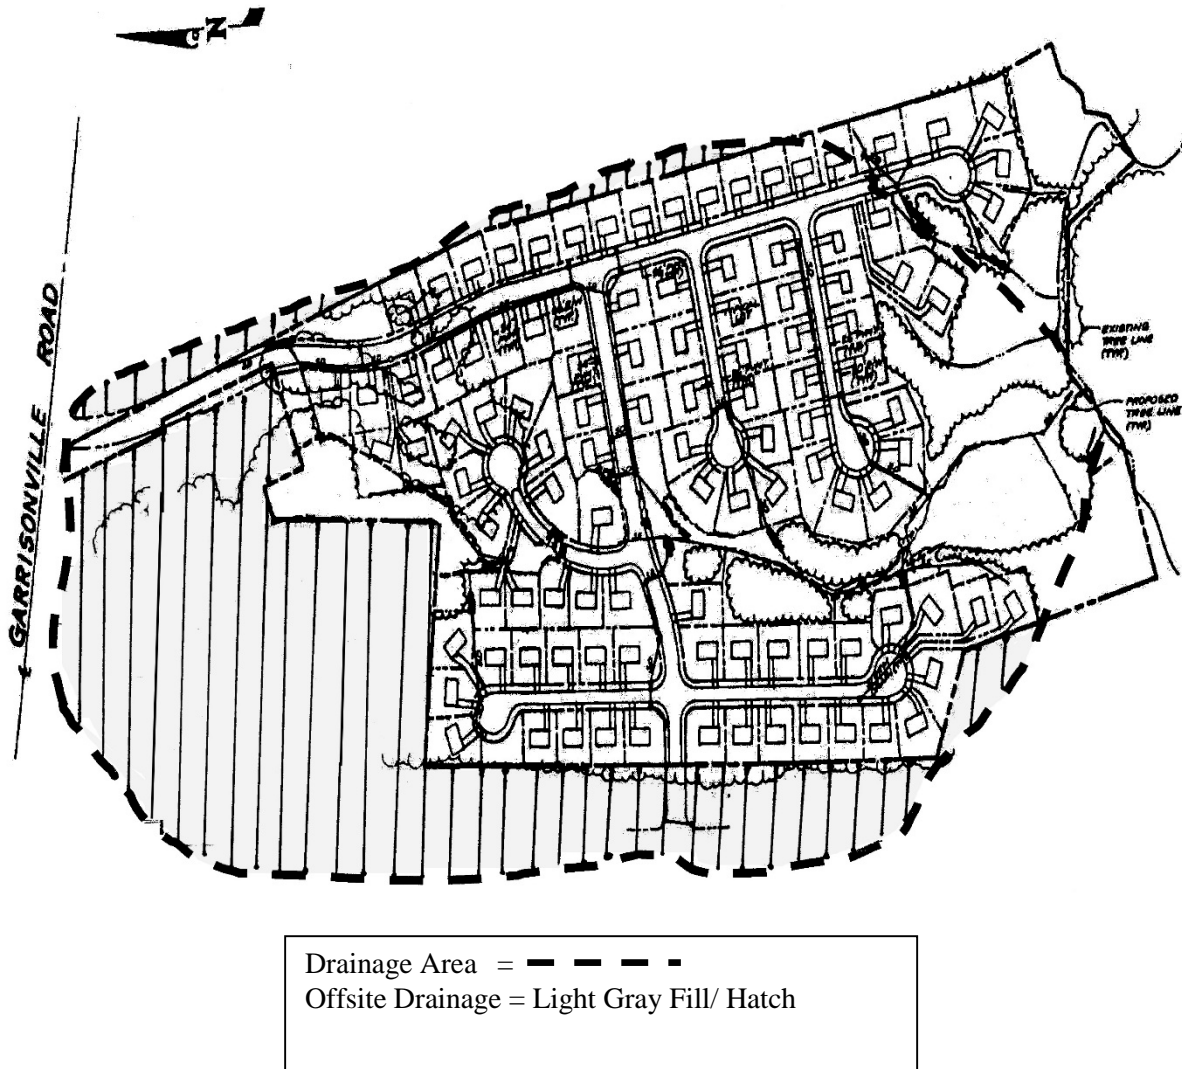 N
GARRISONVILLE ROAD
EXISTING
TREE LINE
(TYP.)
PROPOSED
TREE LINE
(TYP.)
Drainage Area =
Offsite Drainage = Light Gray Fill/ Hatch